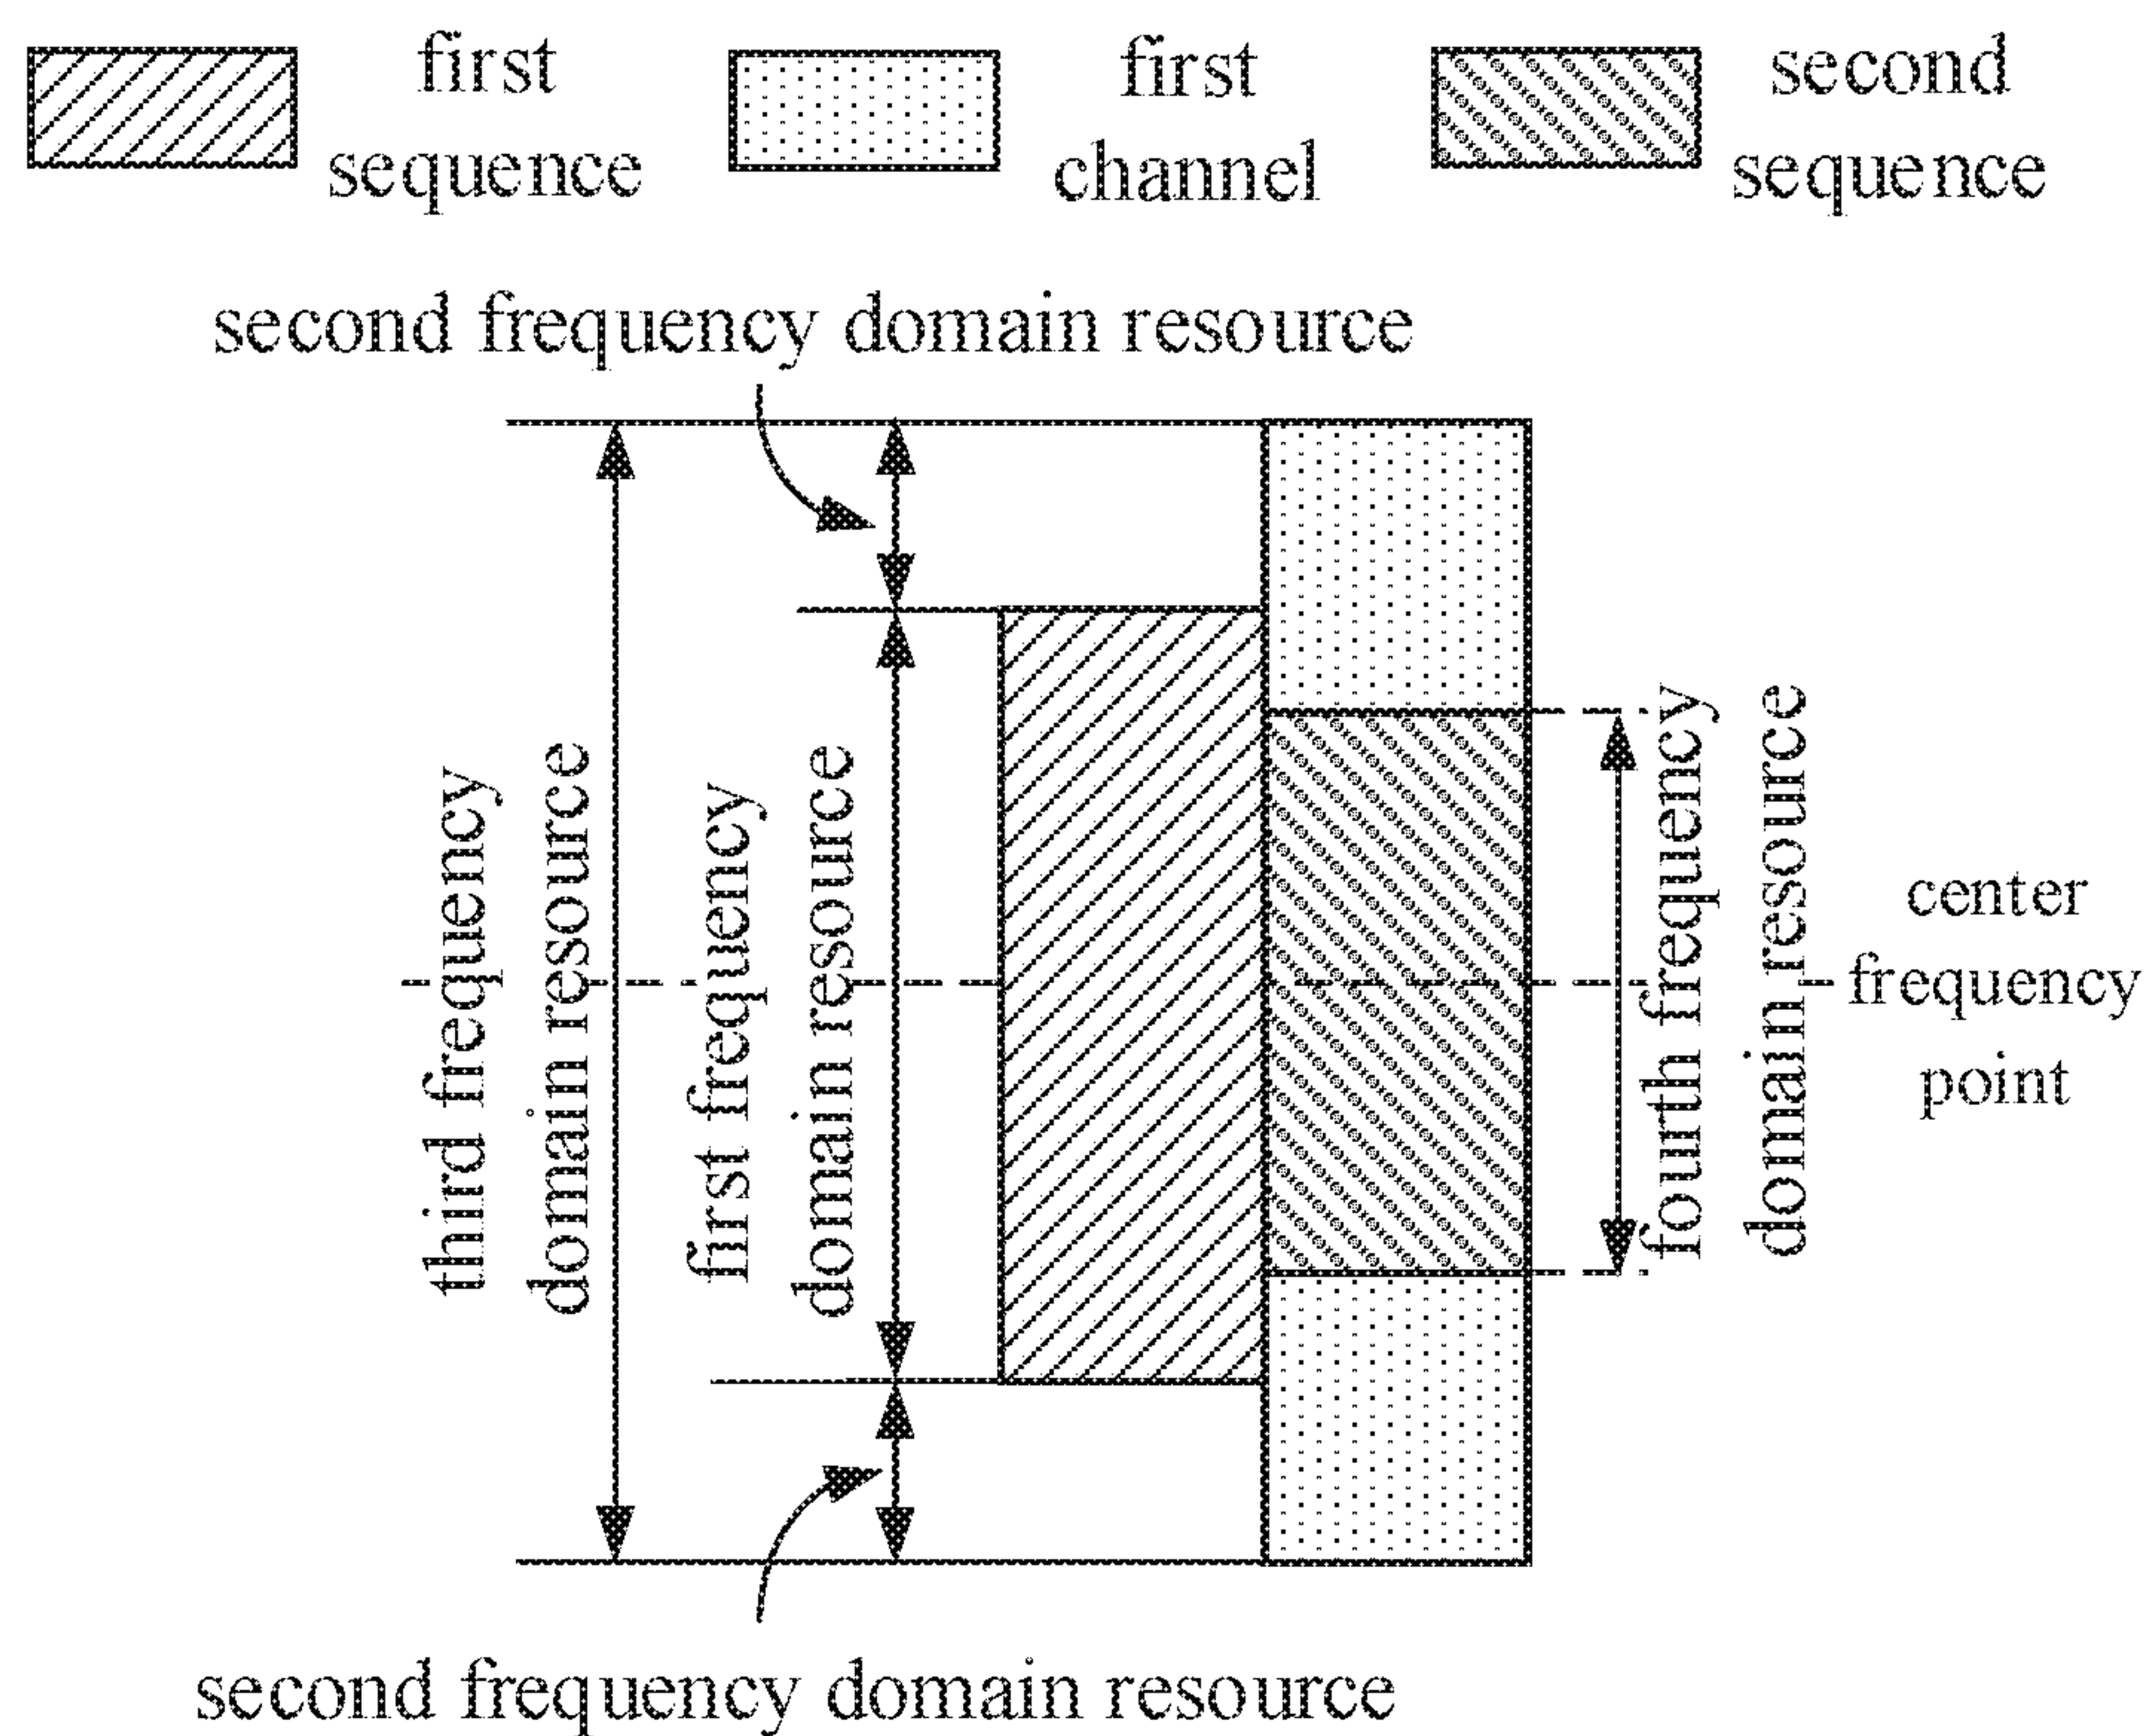 first
sequence
first
channel
second
sequence
second frequency domain resource
third frequency
domain resource
first frequency
domain resource
fourth frequency
domain resource
center
frequency
point
second frequency domain resource